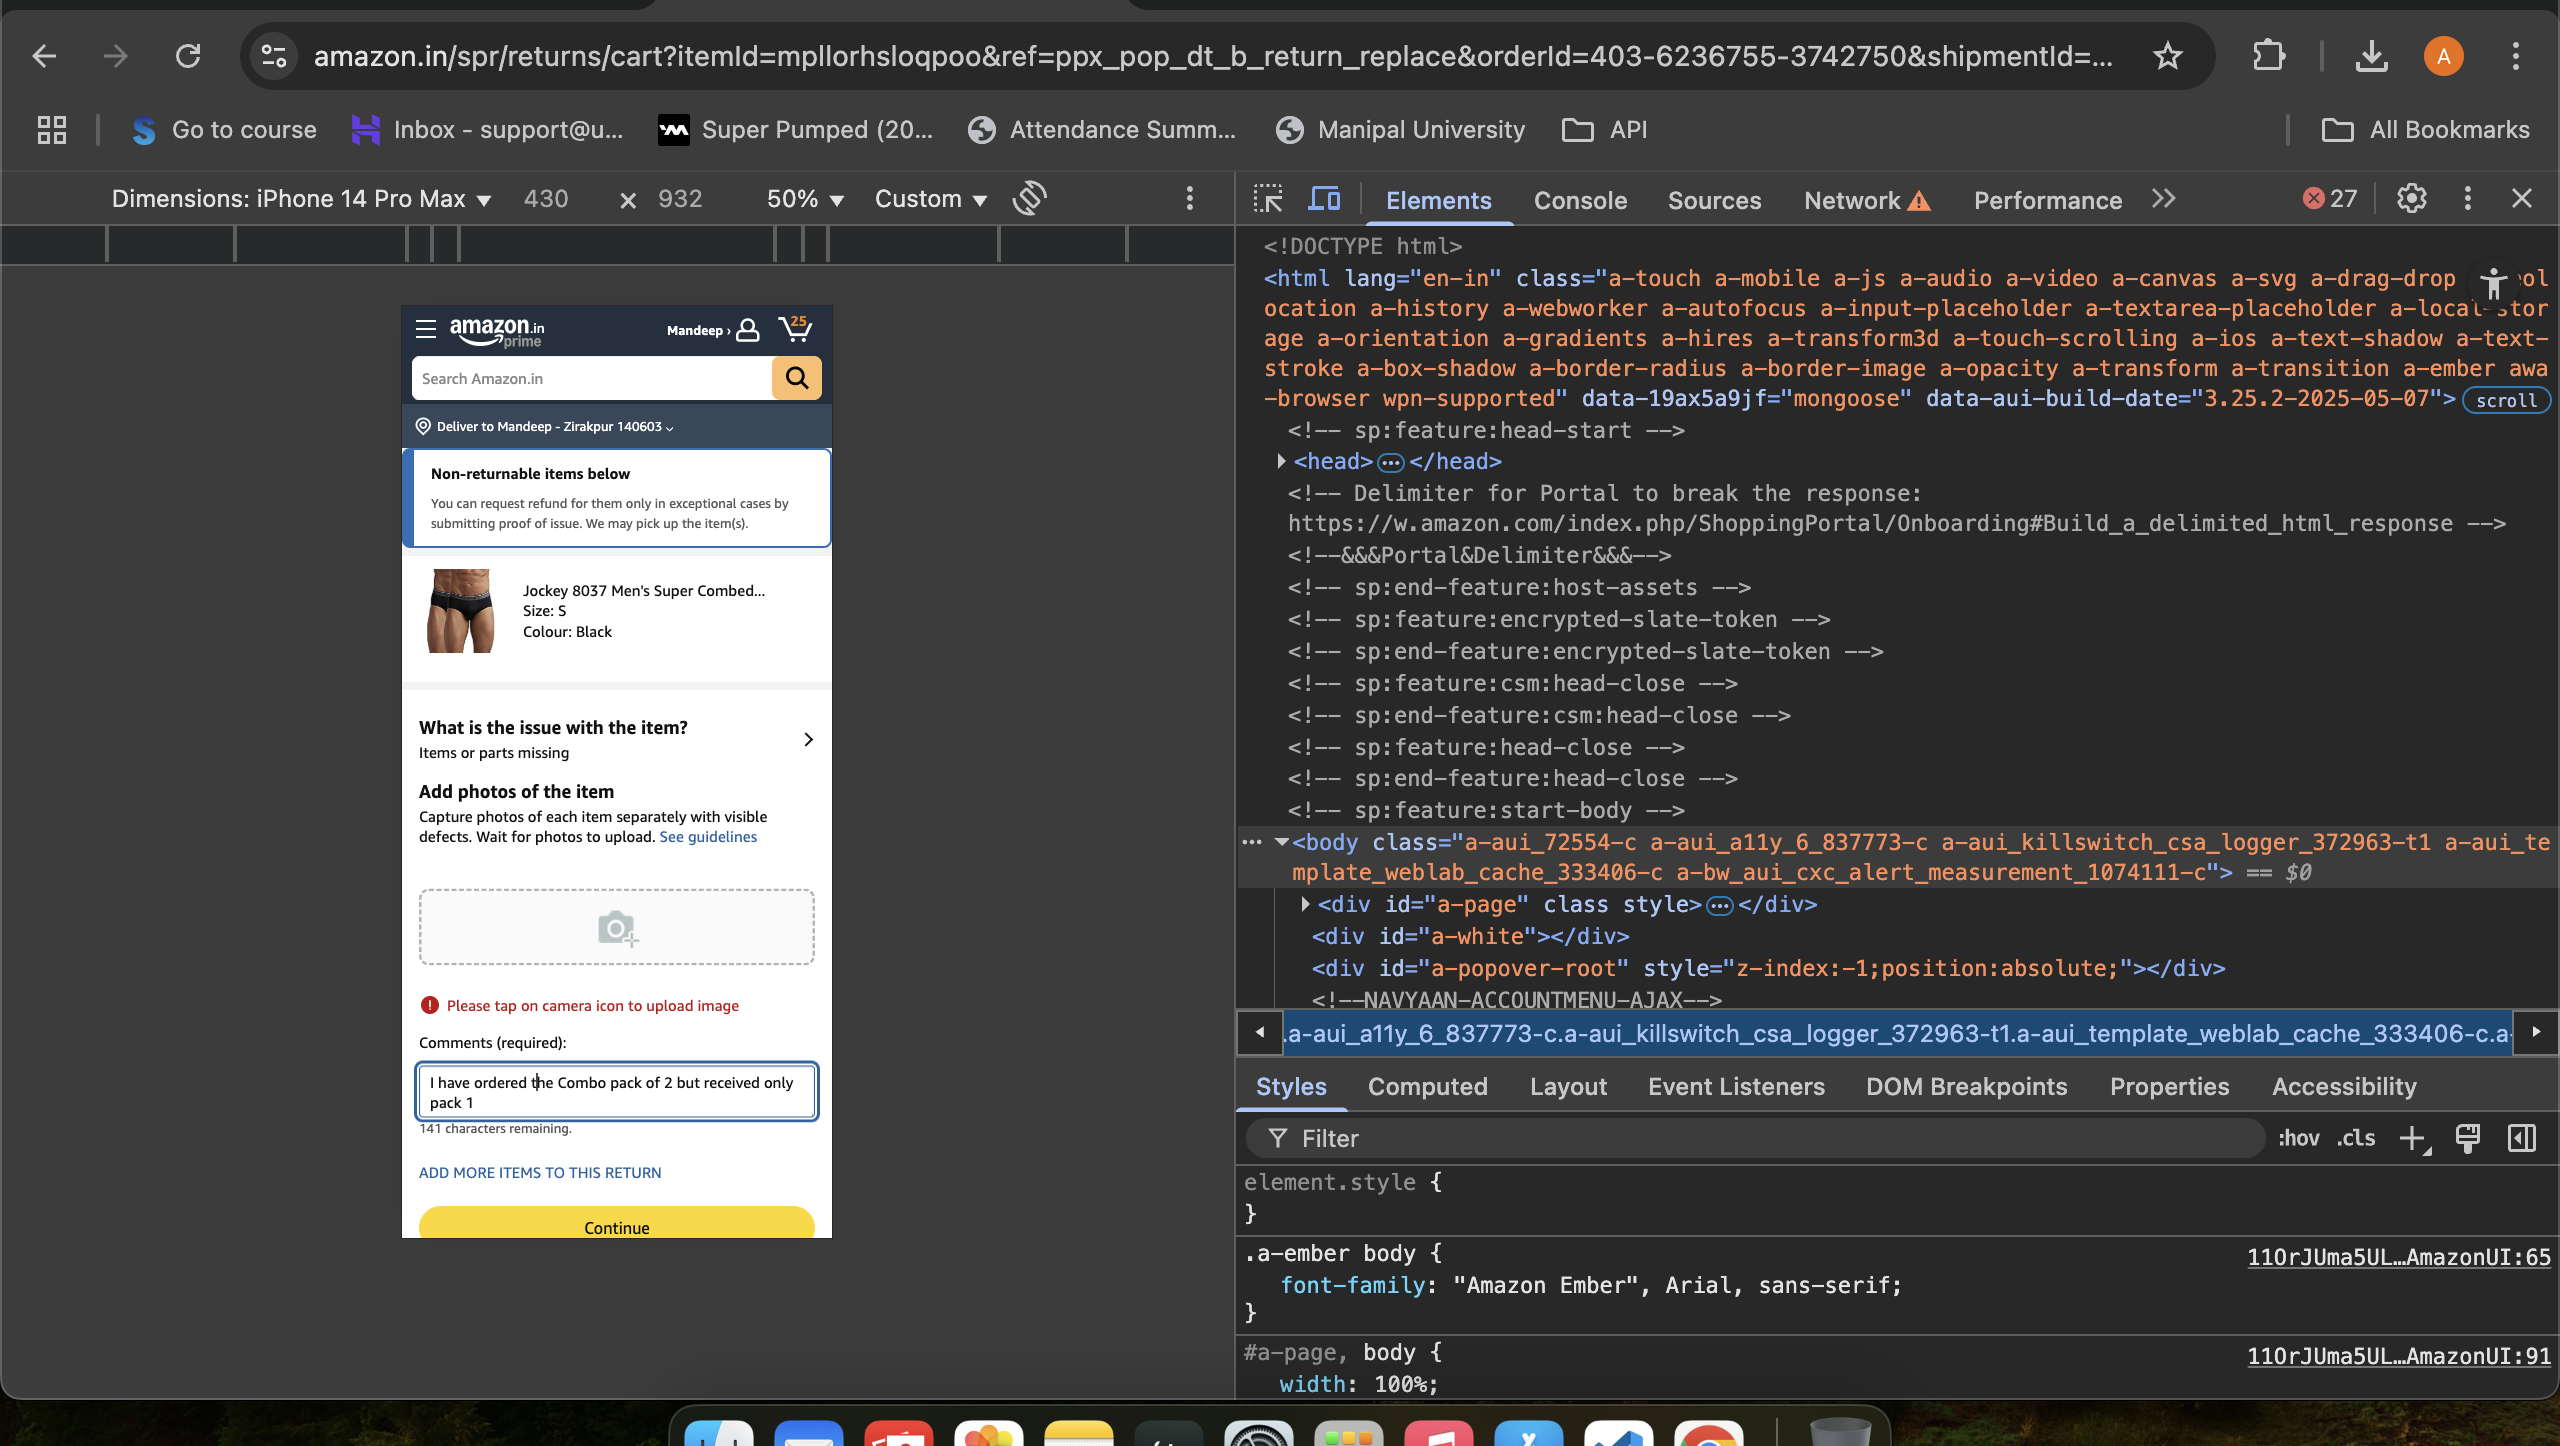 amazon.in/spr/returns/cart?itemId=mpllorhsloqpoo&ref=ppx_pop_dt_b_return_replace&orderId=403-6236755-3742750&shipmentId=...
A
Go to course
Inbox - support@u...
Super Pumped (20...
Attendance Summ...
Manipal University
API
All Bookmarks
Dimensions: iPhone 14 Pro Max
430
×
932
50%
Custom
Elements
Console
Sources
Network
Performance
27
amazon.in
prime
Mandeep ›
25
Search Amazon.in
Deliver to Mandeep - Zirakpur 140603
Non-returnable items below
You can request refund for them only in exceptional cases by
submitting proof of issue. We may pick up the item(s).
Jockey 8037 Men's Super Combed...
Size: S
Colour: Black
What is the issue with the item?
Items or parts missing
Add photos of the item
Capture photos of each item separately with visible
defects. Wait for photos to upload. See guidelines
Please tap on camera icon to upload image
Comments (required):
I have ordered the Combo pack of 2 but received only
pack 1
141 characters remaining.
ADD MORE ITEMS TO THIS RETURN
Continue
<!DOCTYPE html>
<html lang="en-in" class="a-touch a-mobile a-js a-audio a-video a-canvas a-svg a-drag-drop eol
ocation a-history a-webworker a-autofocus a-input-placeholder a-textarea-placeholder a-local-stor
age a-orientation a-gradients a-hires a-transform3d a-touch-scrolling a-ios a-text-shadow a-text-
stroke a-box-shadow a-border-radius a-border-image a-opacity a-transform a-transition a-ember awa
-browser wpn-supported" data-19ax5a9jf="mongoose" data-aui-build-date="3.25.2-2025-05-07"> scroll
<!-- sp:feature:head-start -->
<head> ... </head>
<!-- Delimiter for Portal to break the response:
https://w.amazon.com/index.php/ShoppingPortal/Onboarding#Build_a_delimited_html_response -->
<!--&&&Portal&Delimiter&&&-->
<!-- sp:end-feature:host-assets -->
<!-- sp:feature:encrypted-slate-token -->
<!-- sp:end-feature:encrypted-slate-token -->
<!-- sp:feature:csm:head-close -->
<!-- sp:end-feature:csm:head-close -->
<!-- sp:feature:head-close -->
<!-- sp:end-feature:head-close -->
<!-- sp:feature:start-body -->
<body class="a-aui_72554-c a-aui_a11y_6_837773-c a-aui_killswitch_csa_logger_372963-t1 a-aui_te
mplate_weblab_cache_333406-c a-bw_aui_cxc_alert_measurement_1074111-c"> == $0
<div id="a-page" class style> ... </div>
<div id="a-white"></div>
<div id="a-popover-root" style="z-index:-1;position:absolute;"></div>
<!--NAVYAAN-ACCOUNTMENU-AJAX-->
.a-aui_a11y_6_837773-c.a-aui_killswitch_csa_logger_372963-t1.a-aui_template_weblab_cache_333406-c.a-
Styles
Computed
Layout
Event Listeners
DOM Breakpoints
Properties
Accessibility
Filter
:hov
.cls
element.style {
}
.a-ember body {
11OrJUma5UL…AmazonUI:65
font-family: "Amazon Ember", Arial, sans-serif;
}
#a-page, body {
11OrJUma5UL…AmazonUI:91
width: 100%;